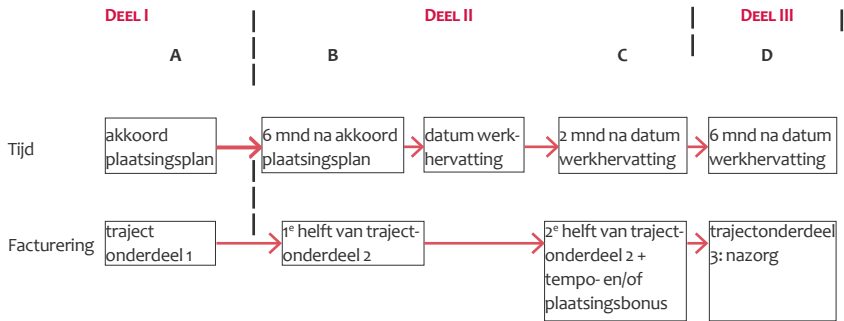 DEEL I
DEEL II
DEEL III
A
B
C
D
Tijd
akkoord
plaatsingsplan
6 mnd na akkoord
plaatsingsplan
datum werk-
hervatting
2 mnd na datum
werkhervatting
6 mnd na datum
werkhervatting
Facturering
traject
onderdeel 1
1e helft van traject-
onderdeel 2
2e helft van traject-
onderdeel 2 +
tempo- en/of
plaatsingsbonus
trajectonderdeel
3: nazorg